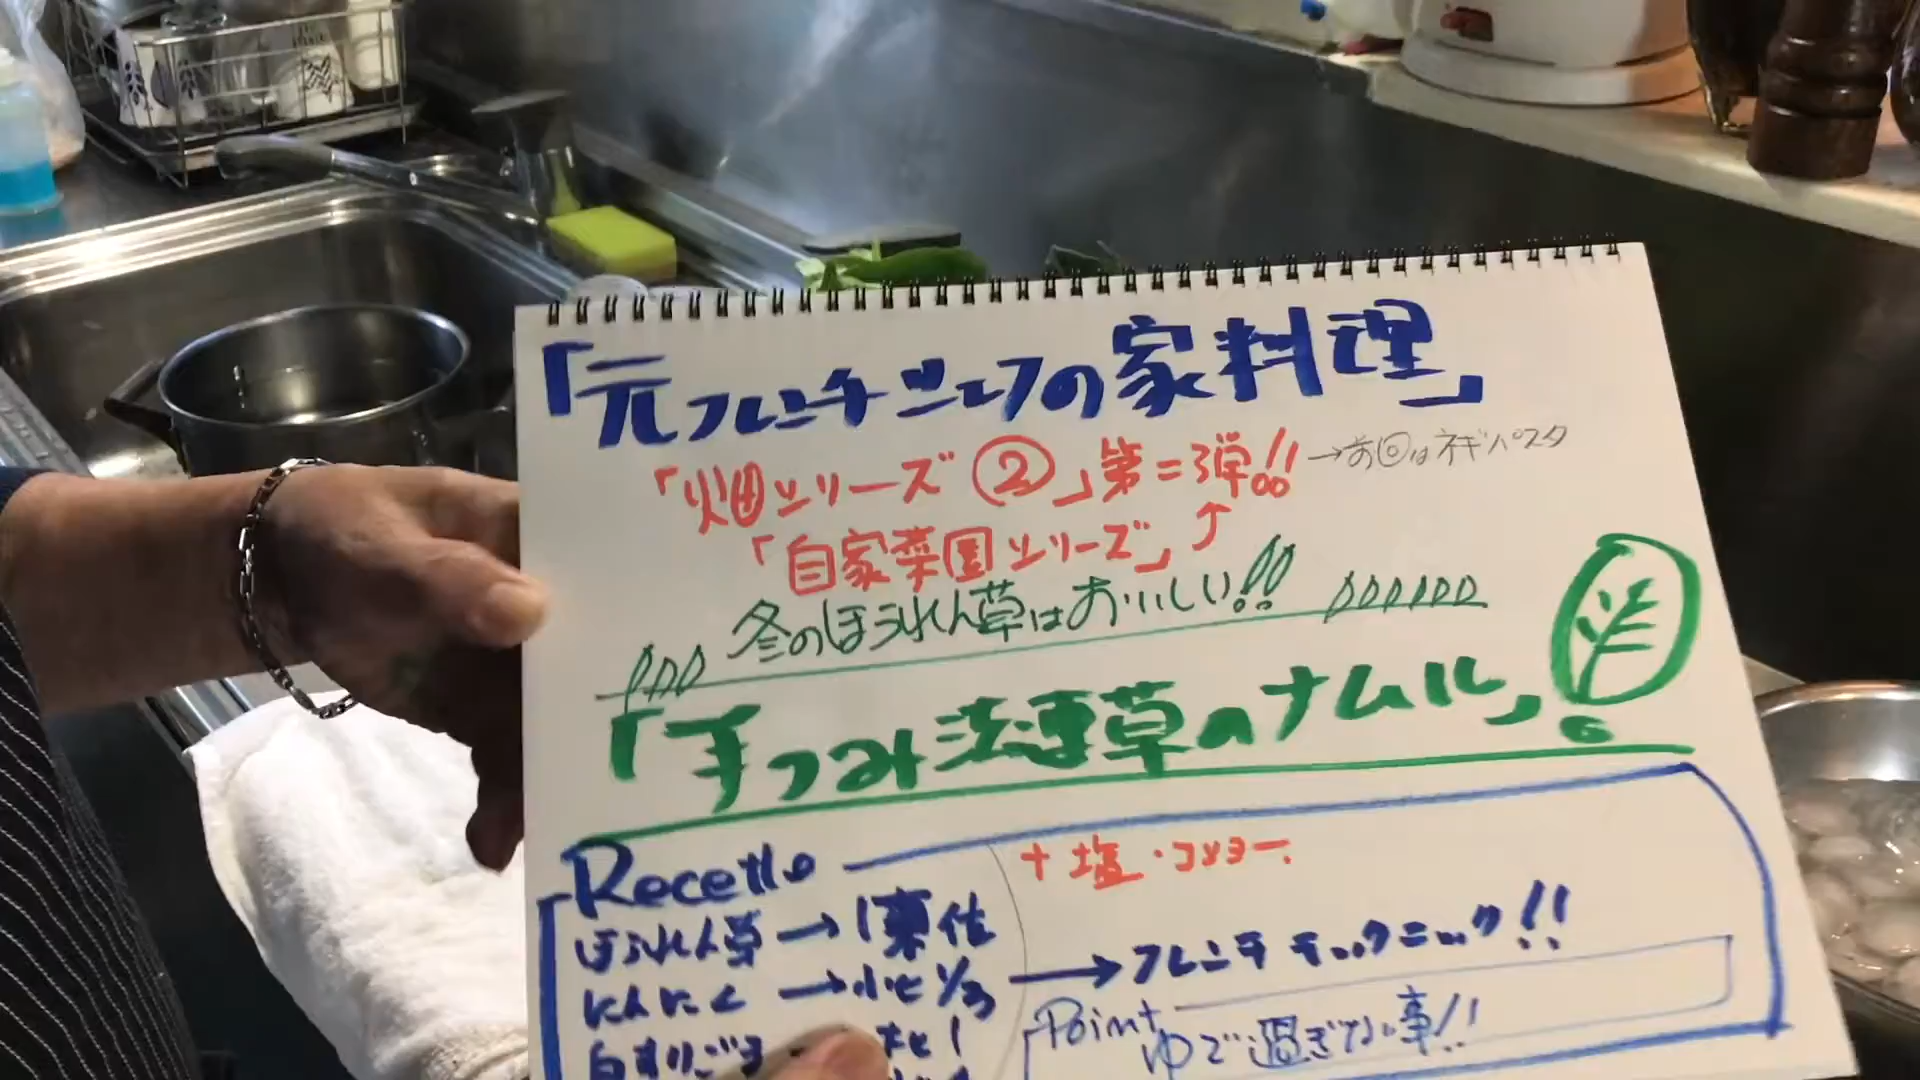 「元フレンチシェフの家料理」
「畑シリーズ②」第二弾!! →前回はネギパスタ
「自家菜園シリーズ」
冬のほうれん草はおいしい!!
「手つみ法蓮草のナムル」
Recette
+塩・コショー
ほうれん草→1束位
にんにく→小さじ1/3→フレンチテクニック!!
白すりごま
Point
ゆで過ぎない事!!